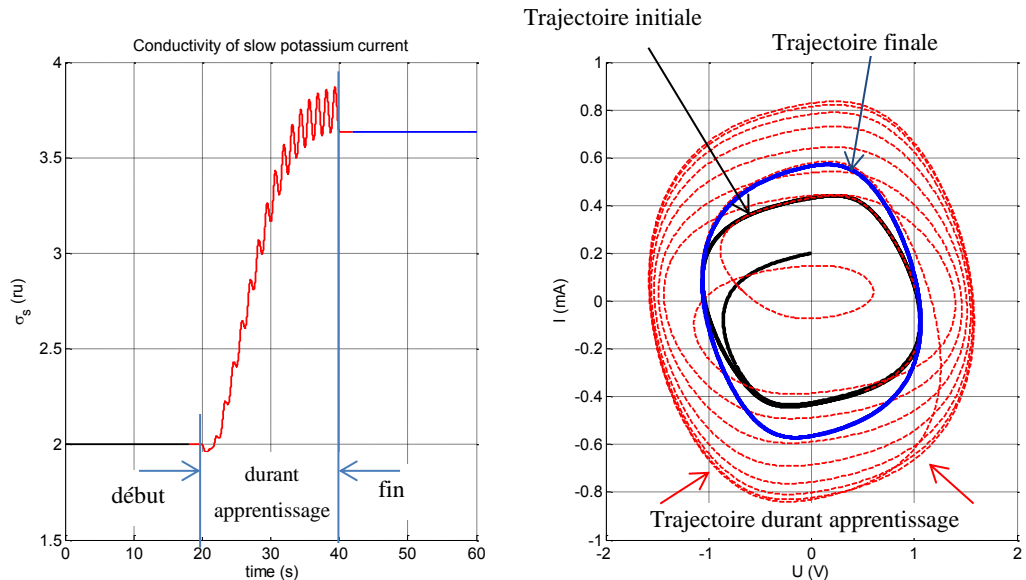 Conductivity of slow potassium current
4
3.5
3
2.5
2
1.5
σs (nu)
0
10
20
30
40
50
60
time (s)
début
durant
apprentissage
fin
Trajectoire initiale
Trajectoire finale
1
0.8
0.6
0.4
0.2
0
-0.2
-0.4
-0.6
-0.8
-1
I (mA)
Trajectoire durant apprentissage
-2
-1
0
1
2
U (V)